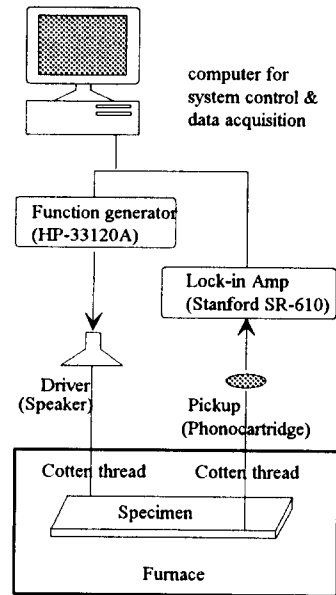 computer for
system control &
data acquisition
Function generator
(HP-33120A)
Lock-in Amp
(Stanford SR-610)
Driver
(Speaker)
Pickup
(Phonocartridge)
Cotten thread
Cotten thread
Specimen
Furnace